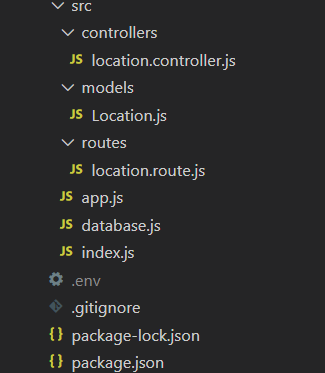 src
controllers
JS location.controller.js
models
JS Location.js
routes
JS location.route.js
JS app.js
JS database.js
JS index.js
.env
.gitignore
{} package-lock.json
{} package.json